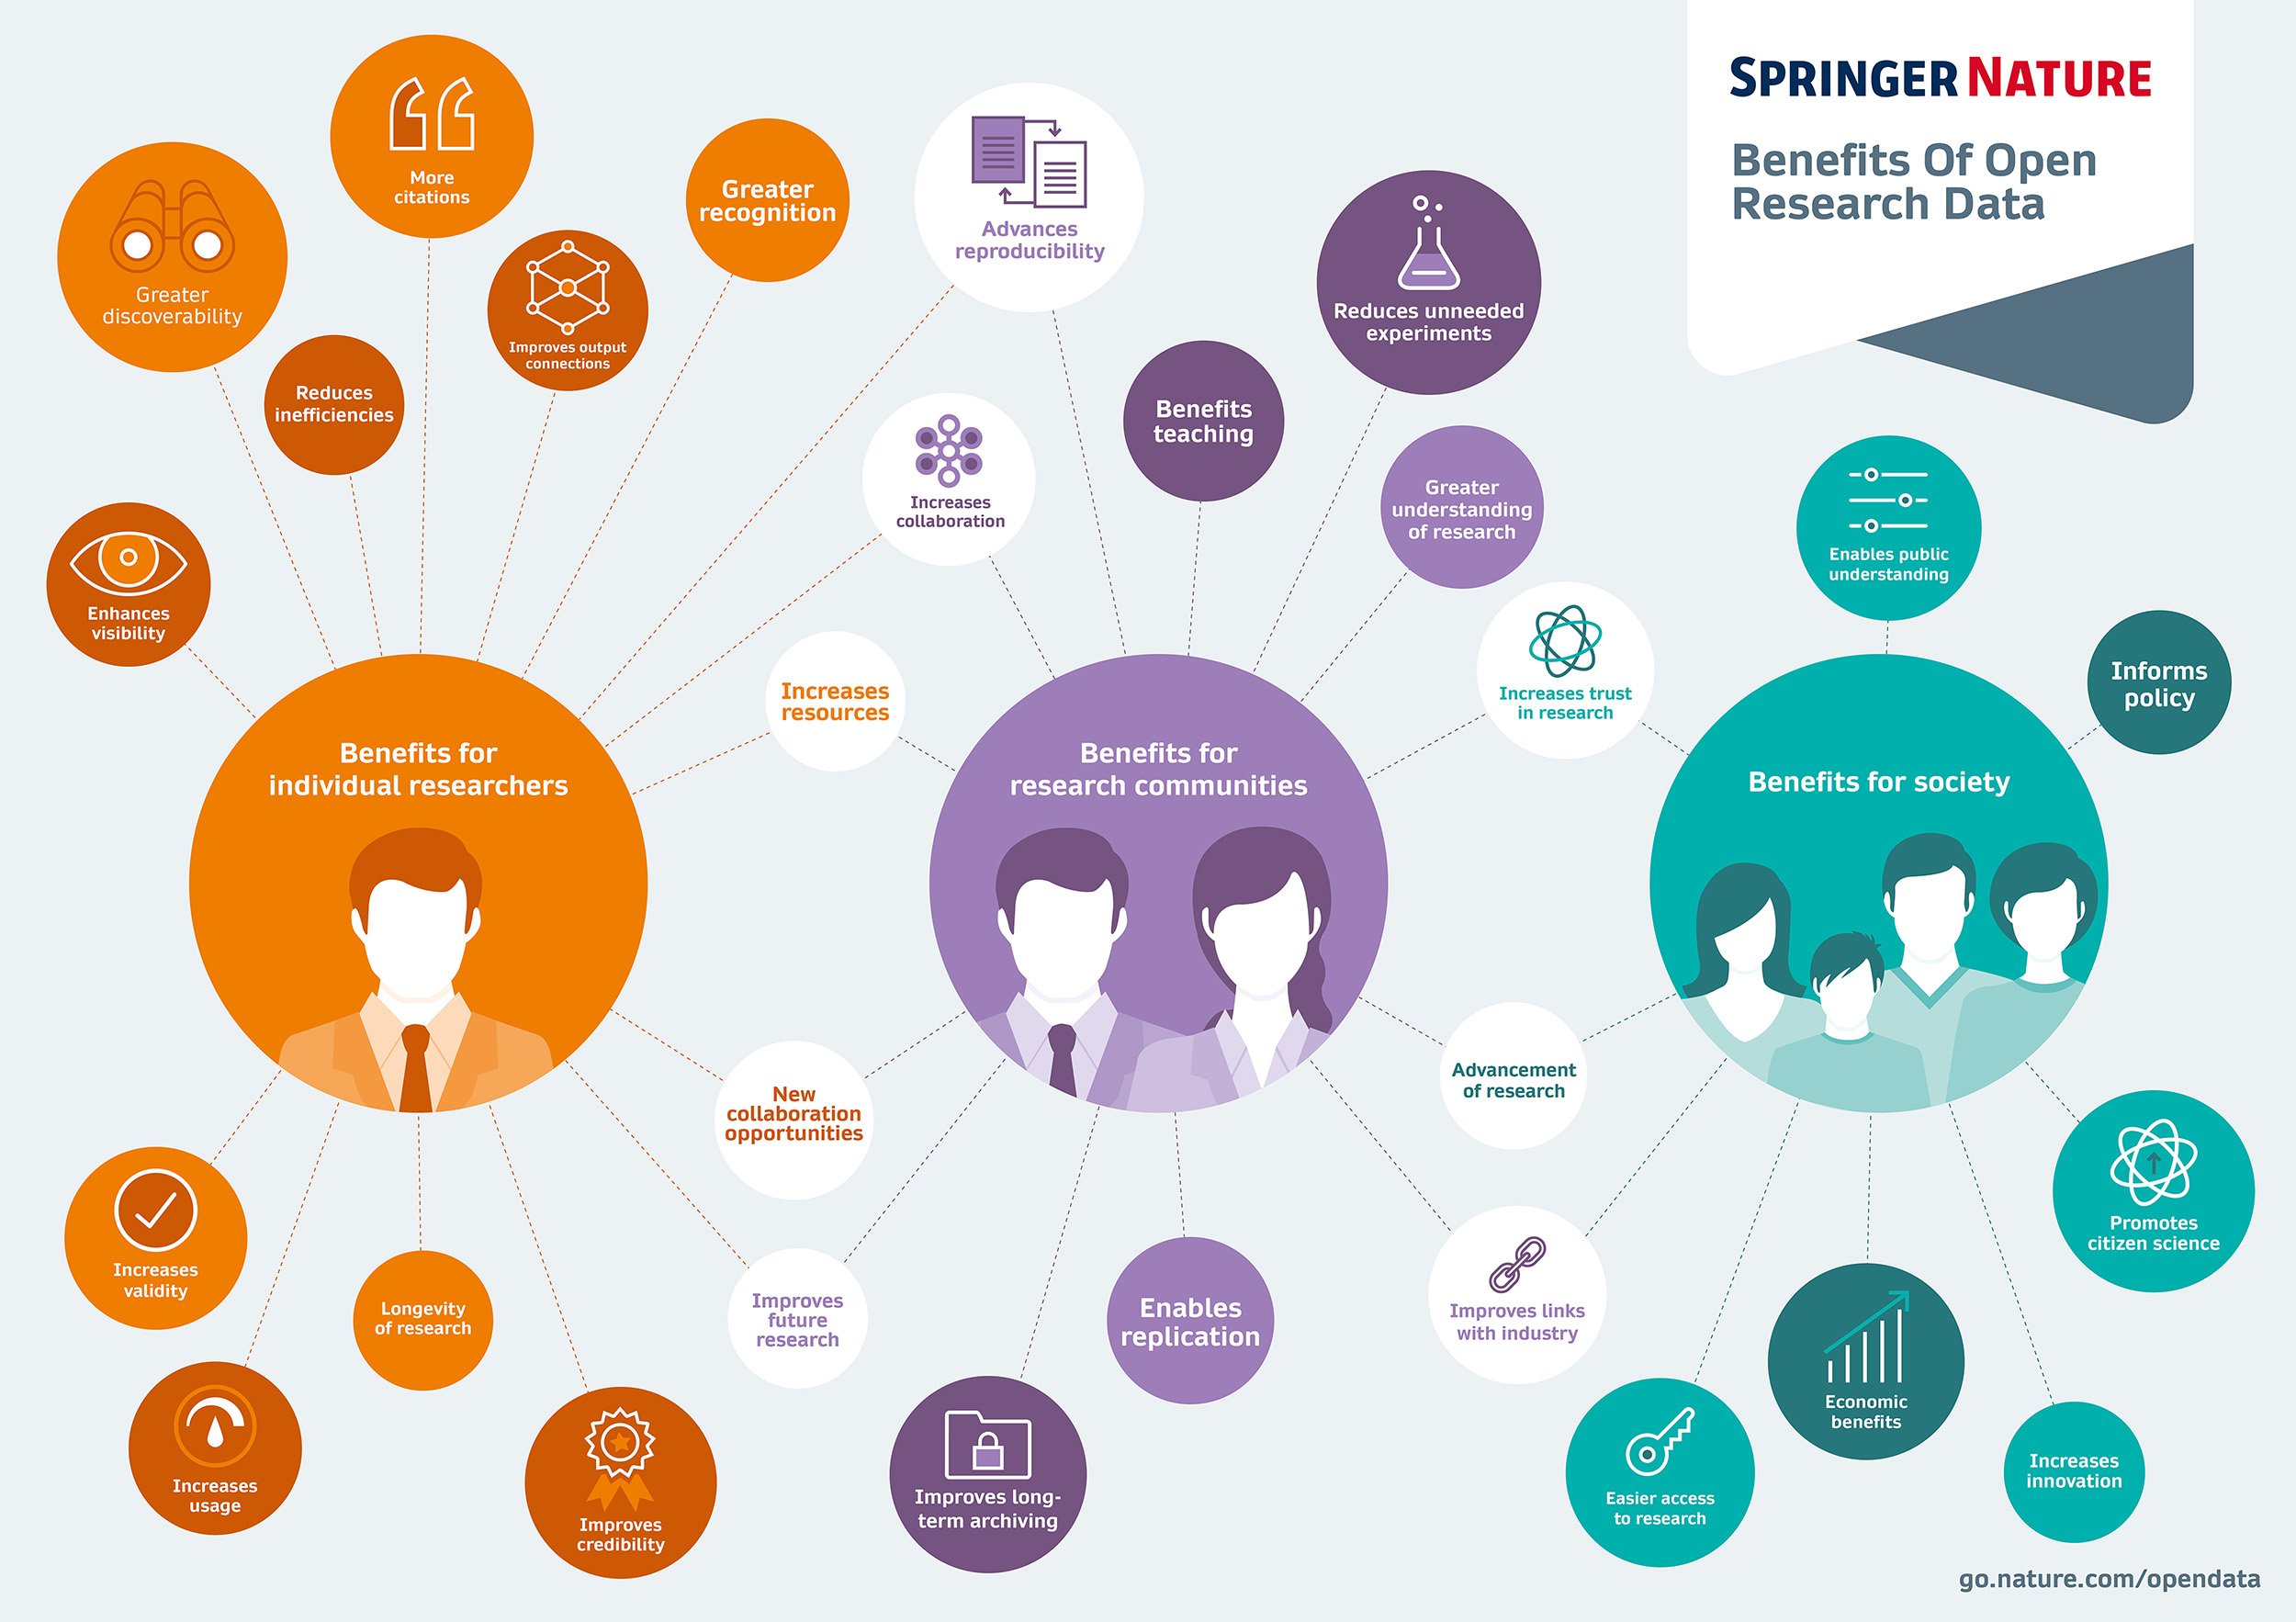 SPRINGER NATURE
Benefits Of Open
Research Data
More
citations
Greater
recognition
Advances
reproducibility
Greater
discoverability
Improves output
connections
Reduces unneeded
experiments
Reduces
inefficiencies
Benefits
teaching
Increases
collaboration
Greater
understanding
of research
Enables public
understanding
Enhances
visibility
Increases
resources
Increases trust
in research
Informs
policy
Benefits for
individual researchers
Benefits for
research communities
Benefits for society
New
collaboration
opportunities
Advancement
of research
Increases
validity
Longevity
of research
Improves
future
research
Enables
replication
Improves links
with industry
Promotes
citizen science
Increases
usage
Improves
credibility
Improves long-
term archiving
Easier access
to research
Economic
benefits
Increases
innovation
go.nature.com/opendata